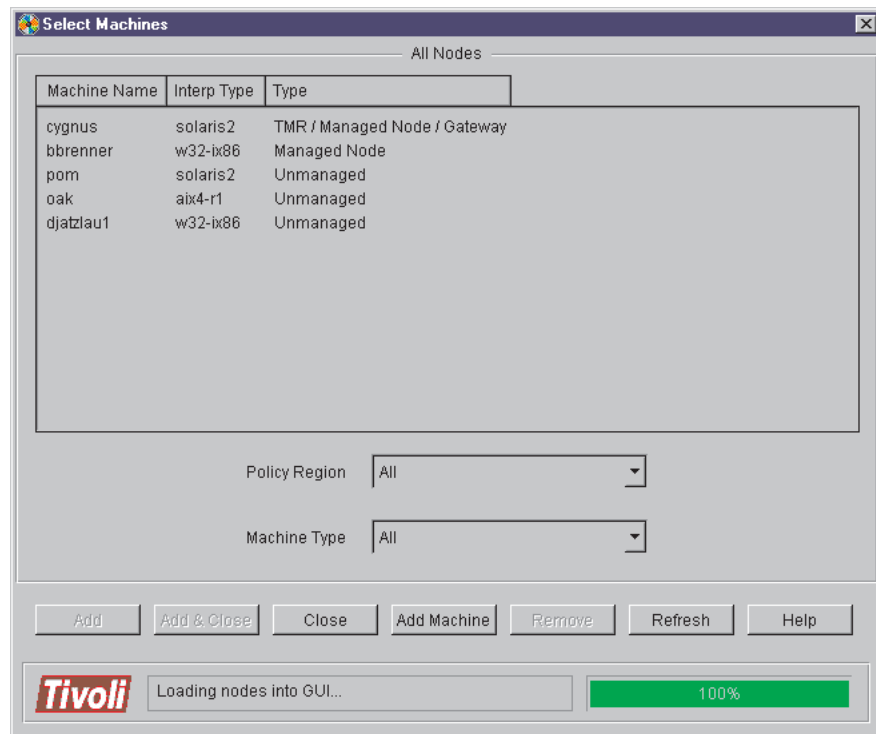 Select Machines
All Nodes
Machine Name Interp Type Type
cygnus solaris2 TMR / Managed Node / Gateway
bbrenner w32-ix86 Managed Node
pom solaris2 Unmanaged
oak aix4-r1 Unmanaged
djatzlau1 w32-ix86 Unmanaged
Policy Region All
Machine Type All
Add Add & Close Close Add Machine Remove Refresh Help
Tivoli Loading nodes into GUI... 100%